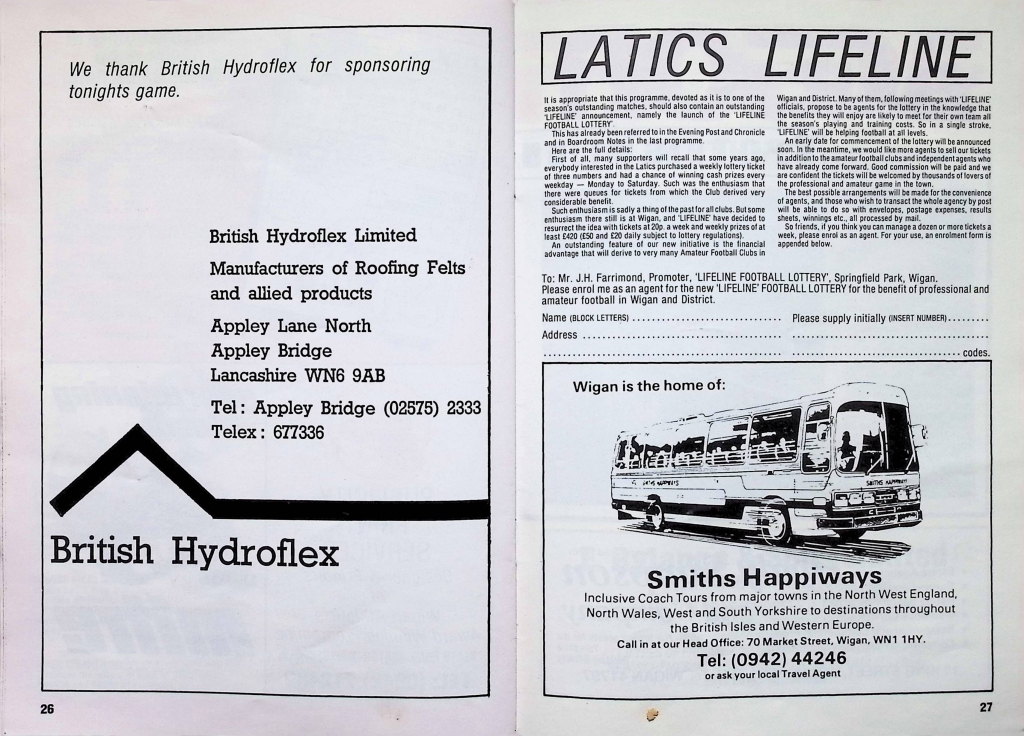 We thank British Hydroflex for sponsoring
tonights game.
British Hydroflex Limited
Manufacturers of Roofing Felts
and allied products
Appley Lane North
Appley Bridge
Lancashire WN6 9AB
Tel: Appley Bridge (02575) 2333
Telex: 677336
British Hydroflex
26
LATICS LIFELINE
It is appropriate that this programme, devoted as it is to one of the
season's outstanding matches, should also contain an outstanding
'LIFELINE' announcement, namely the launch of the 'LIFELINE
FOOTBALL LOTTERY'.
This has already been referred to in the Evening Post and Chronicle
and in Boardroom Notes in the last programme.
Here are the full details:
First of all, many supporters will recall that some years ago,
everybody interested in the Latics purchased a weekly lottery ticket
of three numbers and had a chance of winning cash prizes every
weekday — Monday to Saturday. Such was the enthusiasm that
there were queues for tickets from which the Club derived very
considerable benefit.
Such enthusiasm is sadly a thing of the past for all clubs. But some
enthusiasm there still is at Wigan, and 'LIFELINE' have decided to
resurrect the idea with tickets at 20p. a week and weekly prizes of at
least £420 (£50 and £20 daily subject to lottery regulations).
An outstanding feature of our new initiative is the financial
advantage that will derive to very many Amateur Football Clubs in
Wigan and District. Many of them, following meetings with 'LIFELINE'
officials, propose to be agents for the lottery in the knowledge that
the benefits they will enjoy are likely to meet for their own team all
the season's playing and training costs. So in a single stroke,
'LIFELINE' will be helping football at all levels.
An early date for commencement of the lottery will be announced
soon. In the meantime, we would like more agents to sell our tickets
in addition to the amateur football clubs and independent agents who
have already come forward. Good commission will be paid and we
are confident the tickets will be welcomed by thousands of lovers of
the professional and amateur game in the town.
The best possible arrangements will be made for the convenience
of agents, and those who wish to transact the whole agency by post
will be able to do so with envelopes, postage expenses, results
sheets, winnings etc., all processed by mail.
So friends, if you think you can manage a dozen or more tickets a
week, please enrol as an agent. For your use, an enrolment form is
appended below.
To: Mr. J.H. Farrimond, Promoter, 'LIFELINE FOOTBALL LOTTERY', Springfield Park, Wigan.
Please enrol me as an agent for the new 'LIFELINE' FOOTBALL LOTTERY for the benefit of professional and
amateur football in Wigan and District.
Name (BLOCK LETTERS) .............................. Please supply initially (INSERT NUMBER).........
Address ..............................
.............................. codes.
Wigan is the home of:
SMITHS HAPPIWAYS
SMITHS HAPPIWAYS
Smiths Happiways
Inclusive Coach Tours from major towns in the North West England,
North Wales, West and South Yorkshire to destinations throughout
the British Isles and Western Europe.
Call in at our Head Office: 70 Market Street, Wigan, WN1 1HY.
Tel: (0942) 44246
or ask your local Travel Agent
27